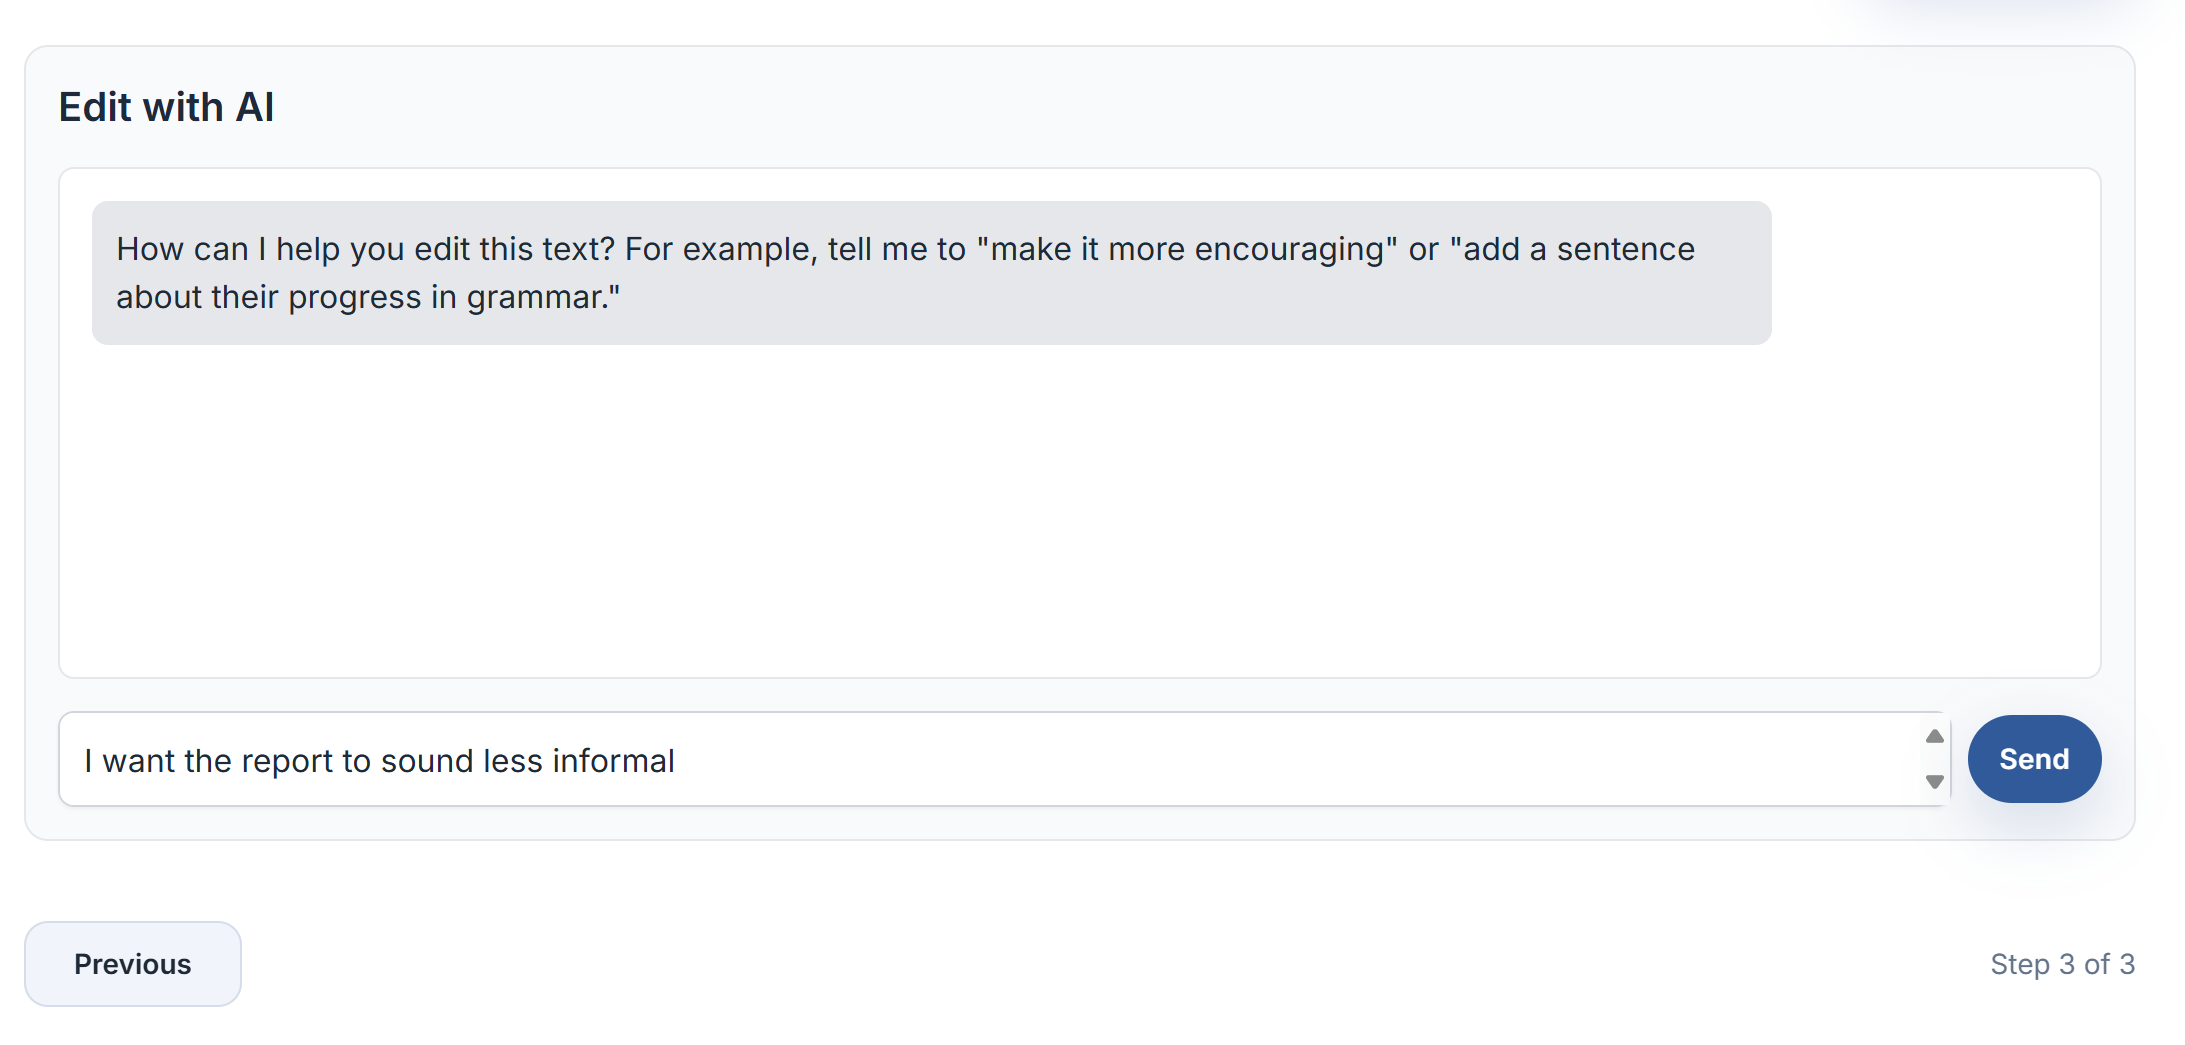 Edit with AI
How can I help you edit this text? For example, tell me to "make it more encouraging" or "add a sentence
about their progress in grammar."
I want the report to sound less informal
Send
Previous
Step 3 of 3